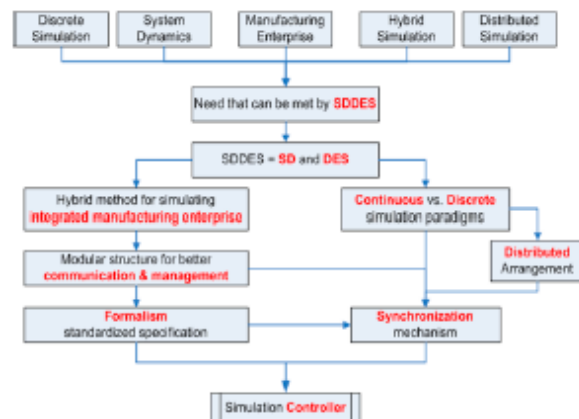 Discrete
Simulation
System
Dynamics
Manufacturing
Enterprise
Hybrid
Simulation
Distributed
Simulation
Need that can be met by SDDES
SDDES = SD and DES
Hybrid method for simulating
integrated manufacturing enterprise
Continuous vs. Discrete
simulation paradigms
Modular structure for better
communication & management
Distributed
Arrangement
Formalism
standardized specification
Synchronization
mechanism
Simulation Controller